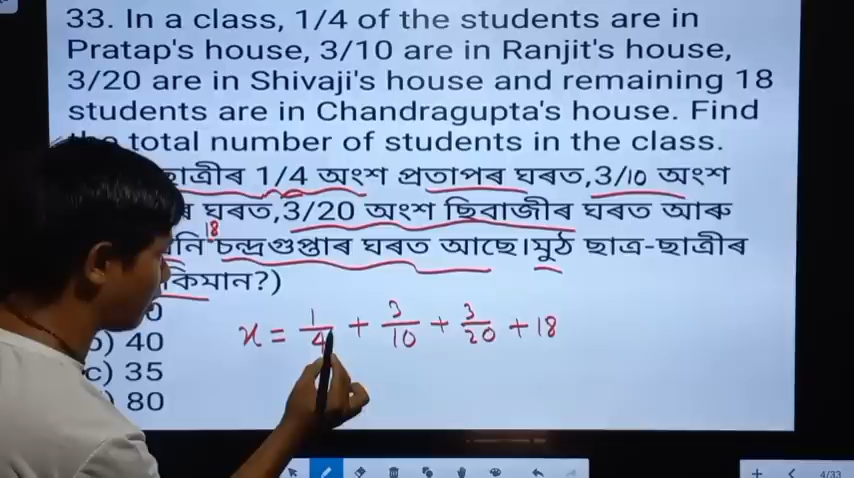 33. In a class, 1/4 of the students are in
Pratap's house, 3/10 are in Ranjit's house,
3/20 are in Shivaji's house and remaining 18
students are in Chandragupta's house. Find
total number of students in the class.
1/4 অংশ প্ৰতাপৰ ঘৰত,3/10 অংশ
ঘৰত,3/20 অংশ ছিবাজীৰ ঘৰত আৰু
18
চন্দ্ৰগুপ্তাৰ ঘৰত আছে।মুঠ ছাত্ৰ-ছাত্ৰীৰ
কিমান?)
x = 1/4 + 3/10 + 3/20 + 18
b) 40
c) 35
) 80
4/33